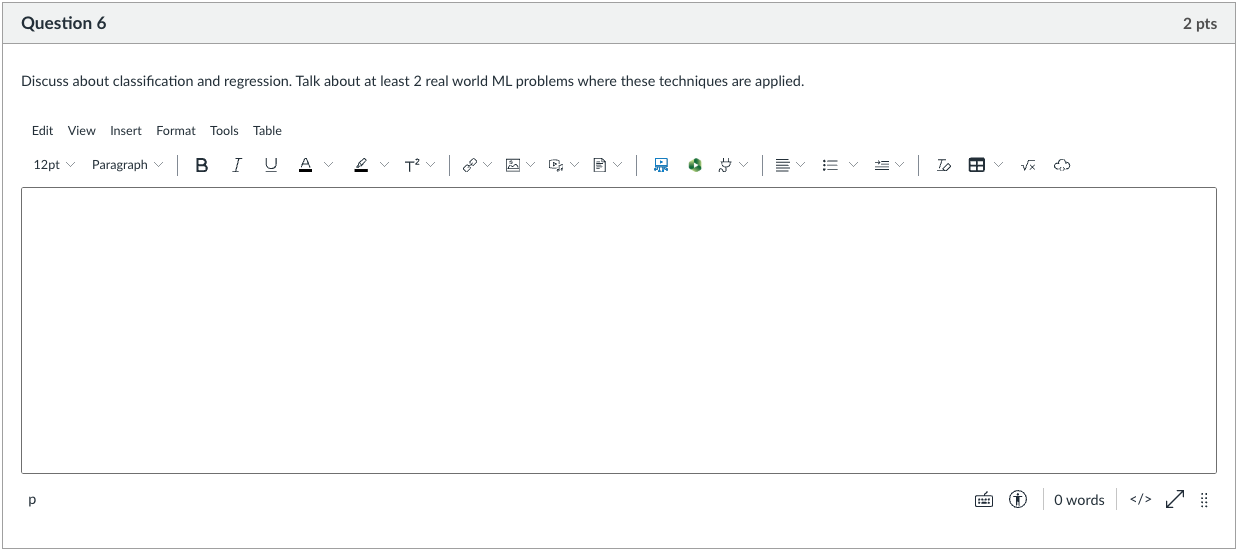 Question 6 2 pts
Discuss about classification and regression. Talk about at least 2 real world ML problems where these techniques are applied.
Edit View Insert Format Tools Table
12pt Paragraph B I U A T²
p 0 words </>